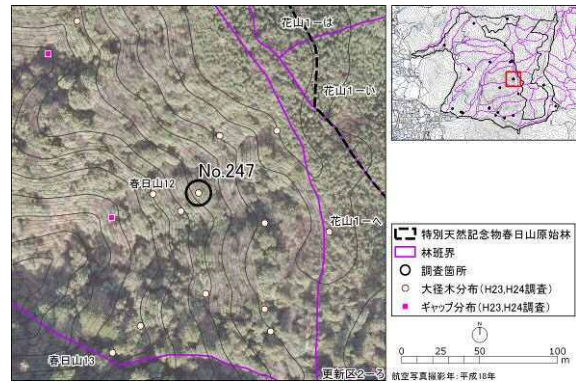 花山1-は
花山1-い
No.247
春日山12
花山1-へ
春日山13
更新区2-ろ
特別天然記念物春日山原始林
林班界
調査箇所
大径木分布(H23,H24調査)
ギャップ分布(H23,H24調査)
N
0 25 50 100
m
航空写真撮影年:平成18年